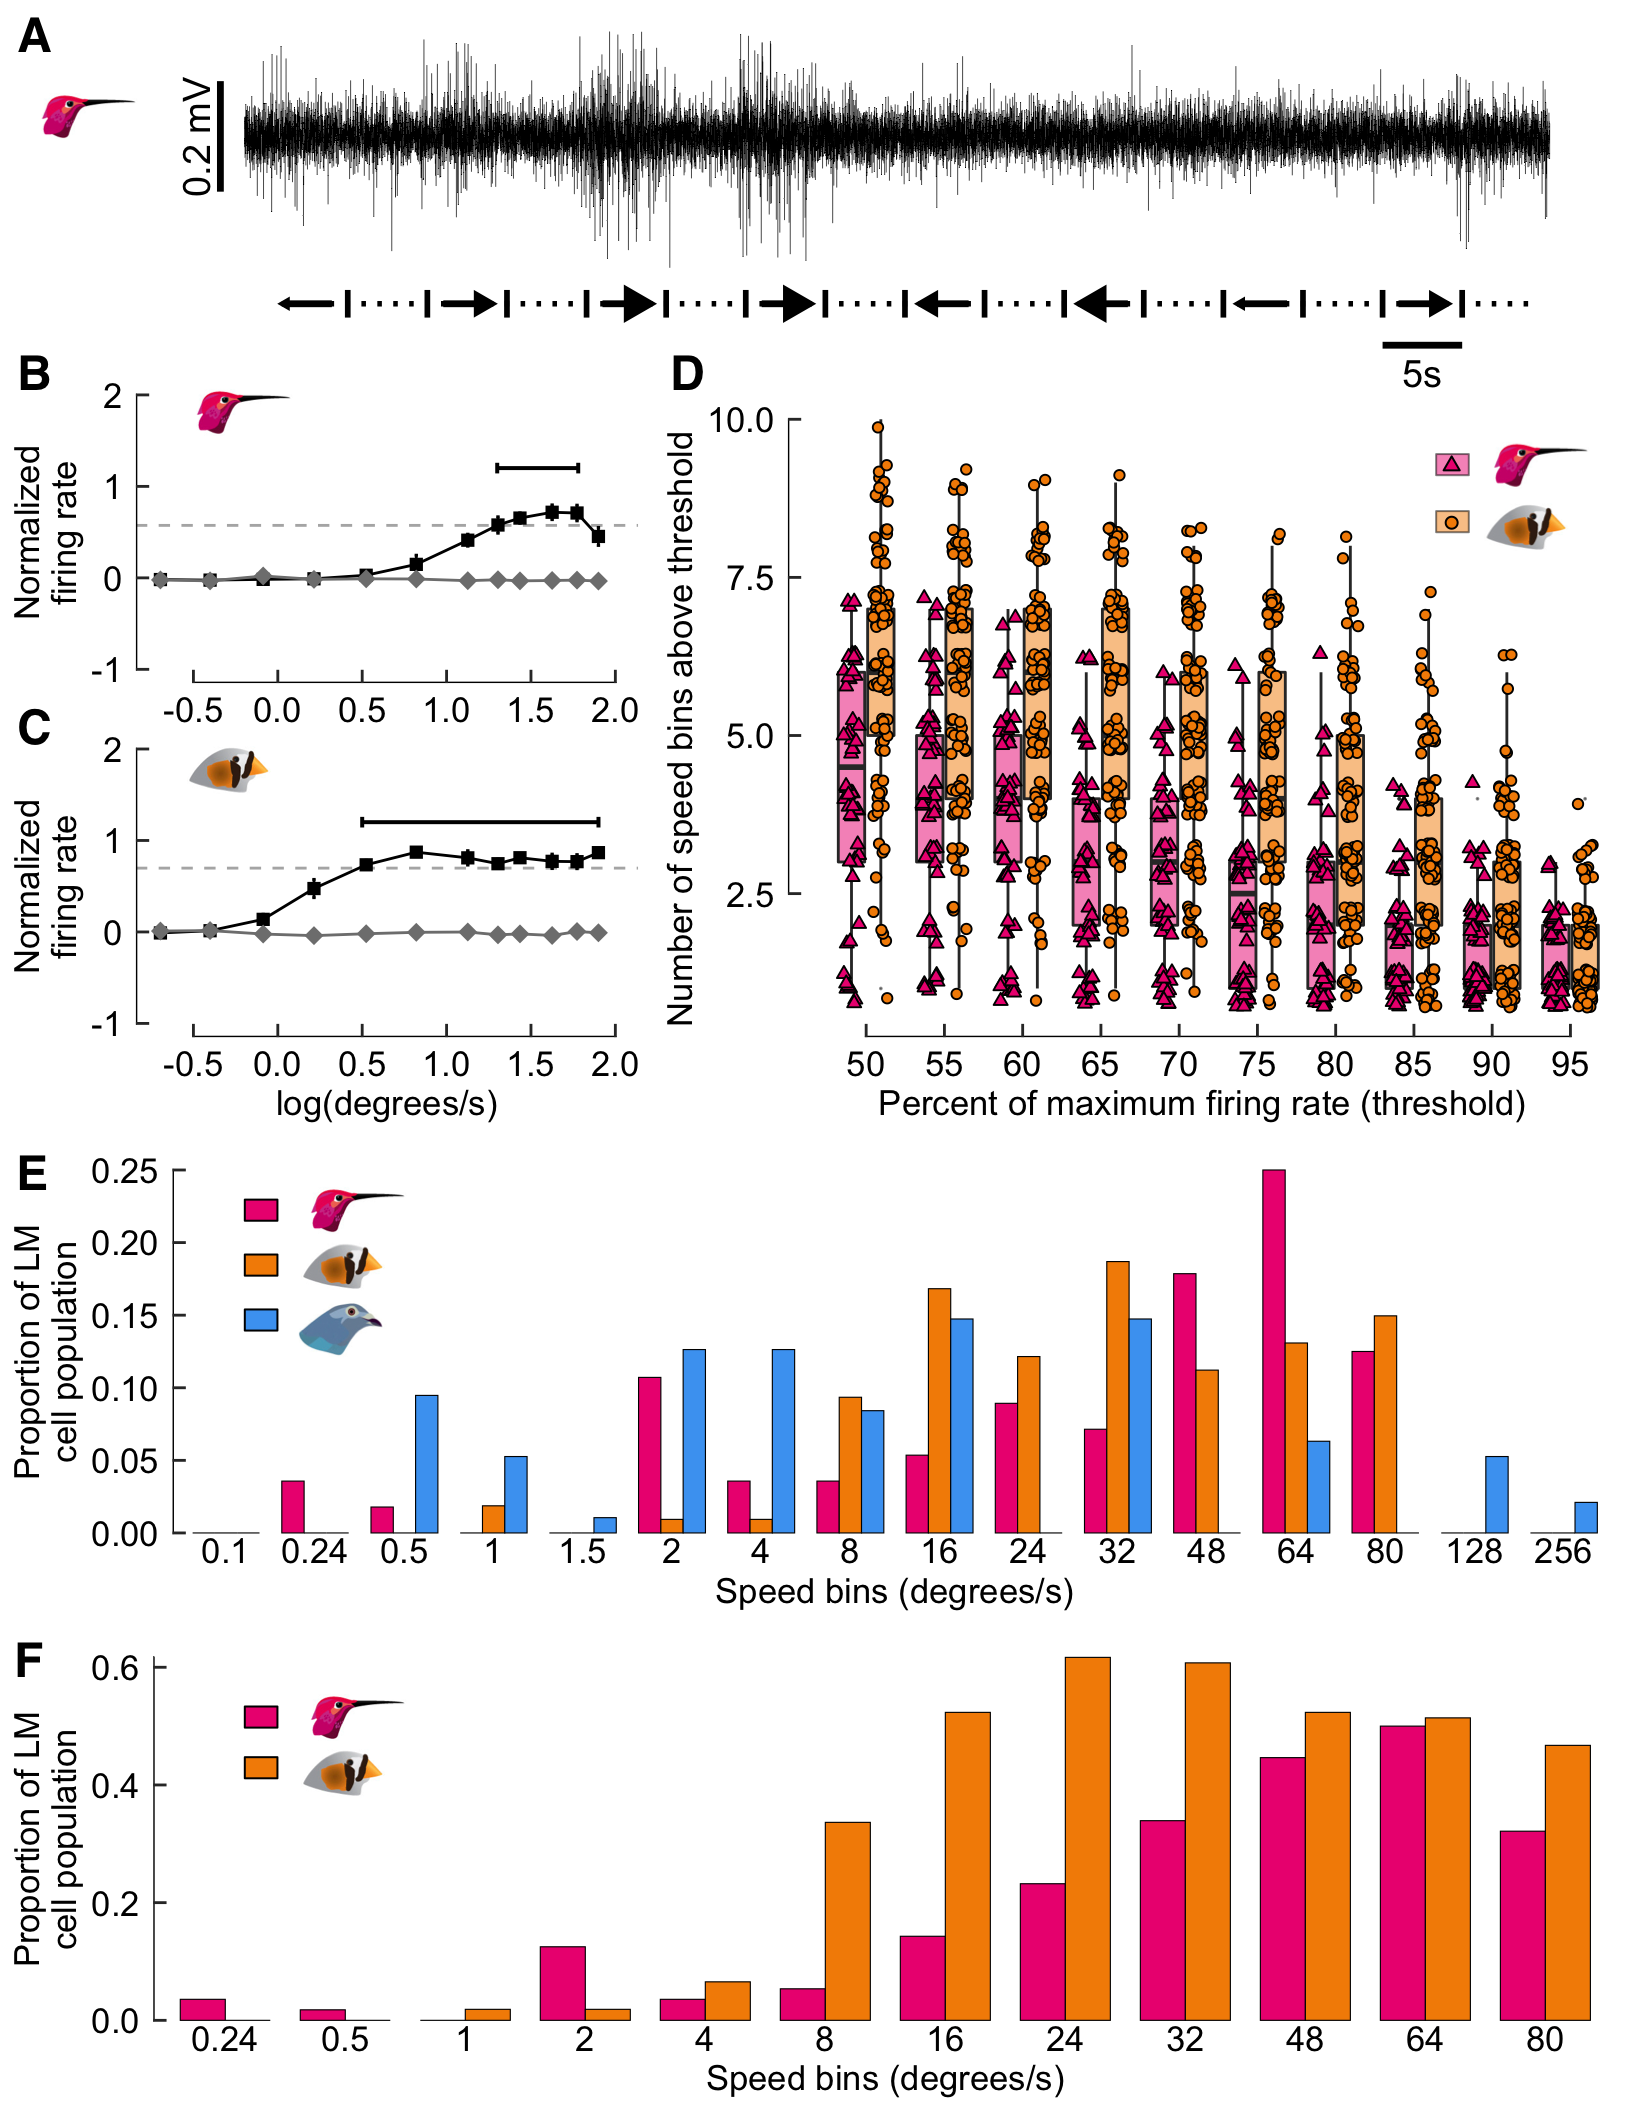 A
0.2 mV
5s
B
Normalized
firing rate
2
1
0
-1
-0.5 0.0 0.5 1.0 1.5 2.0
C
Normalized
firing rate
2
1
0
-1
-0.5 0.0 0.5 1.0 1.5 2.0
log(degrees/s)
D
Number of speed bins above threshold
10.0
7.5
5.0
2.5
50 55 60 65 70 75 80 85 90 95
Percent of maximum firing rate (threshold)
E
Proportion of LM
cell population
0.25
0.20
0.15
0.10
0.05
0.00
0.1 0.24 0.5 1 1.5 2 4 8 16 24 32 48 64 80 128 256
Speed bins (degrees/s)
F
Proportion of LM
cell population
0.6
0.4
0.2
0.0
0.24 0.5 1 2 4 8 16 24 32 48 64 80
Speed bins (degrees/s)